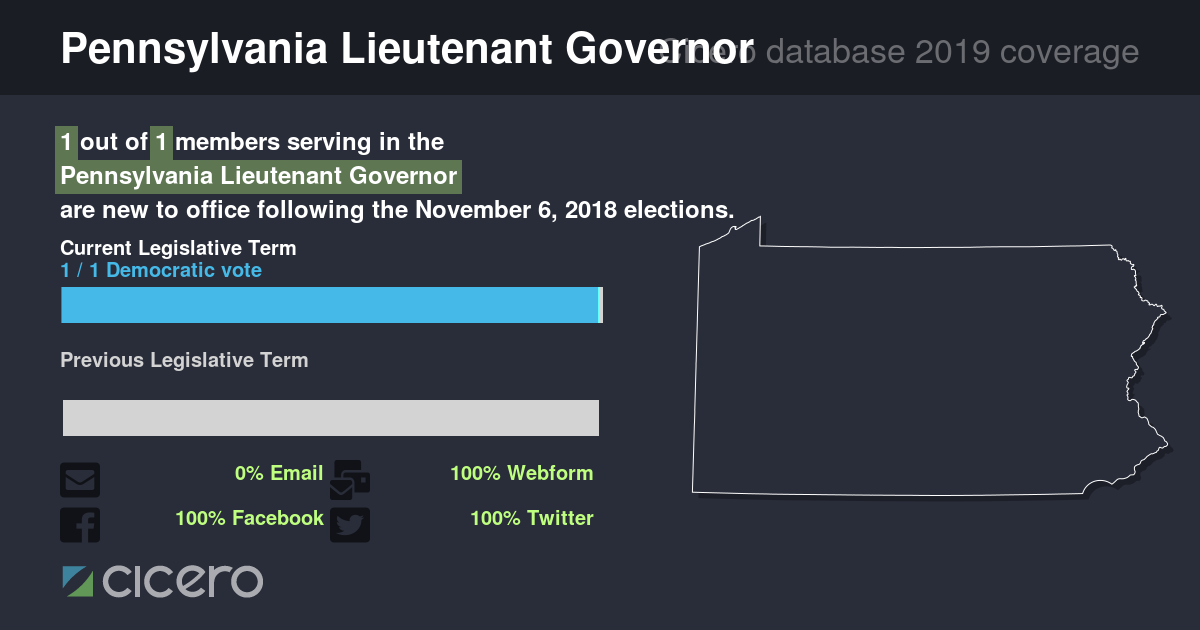 Pennsylvania Lieutenant Governor
Cicero database 2019 coverage
1 out of 1 members serving in the
Pennsylvania Lieutenant Governor
are new to office following the November 6, 2018 elections.
Current Legislative Term
1 / 1 Democratic vote
Previous Legislative Term
0% Email
100% Webform
100% Facebook
100% Twitter
cicero